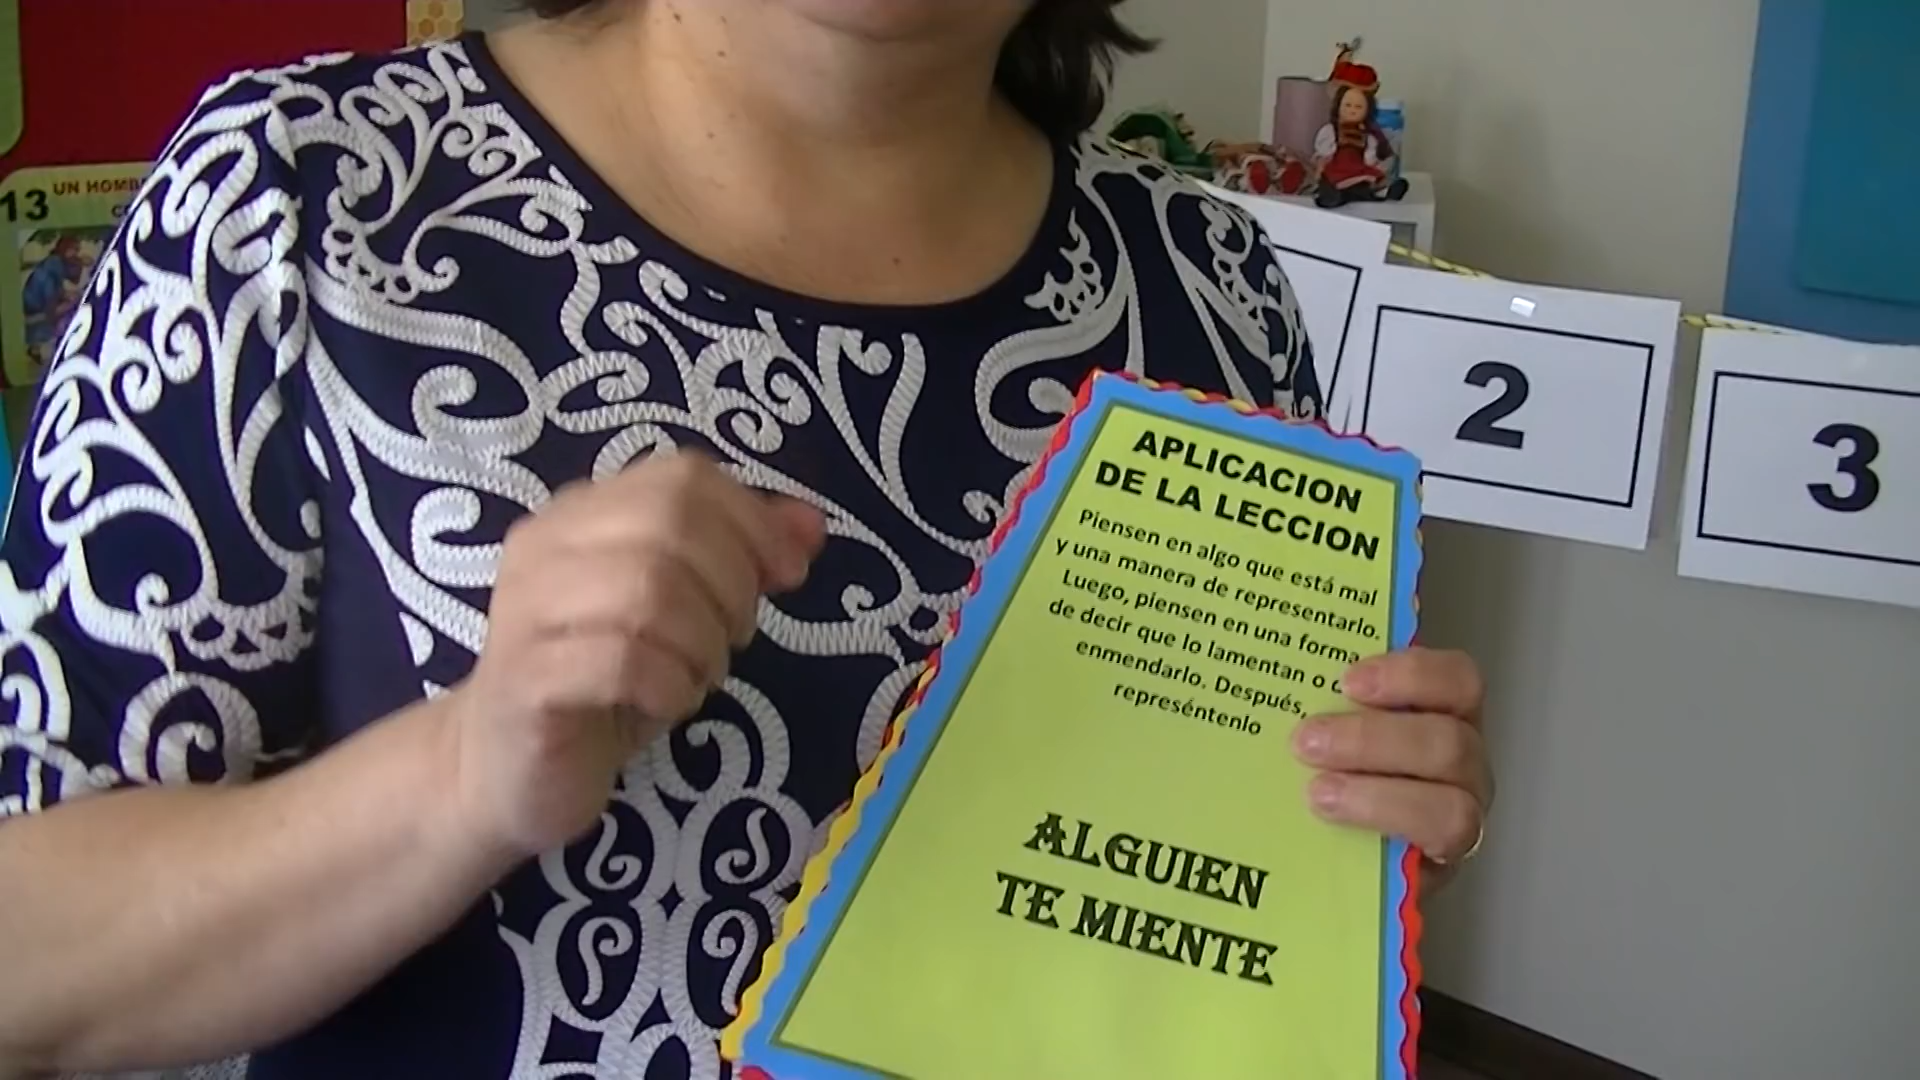 13 UN HOMB
APLICACION
DE LA LECCION
Piensen en algo que está mal
y una manera de representarlo.
Luego, piensen en una forma
de decir que lo lamentan o
enmendarlo. Después,
represéntenlo
ALGUIEN
TE MIENTE
2
3